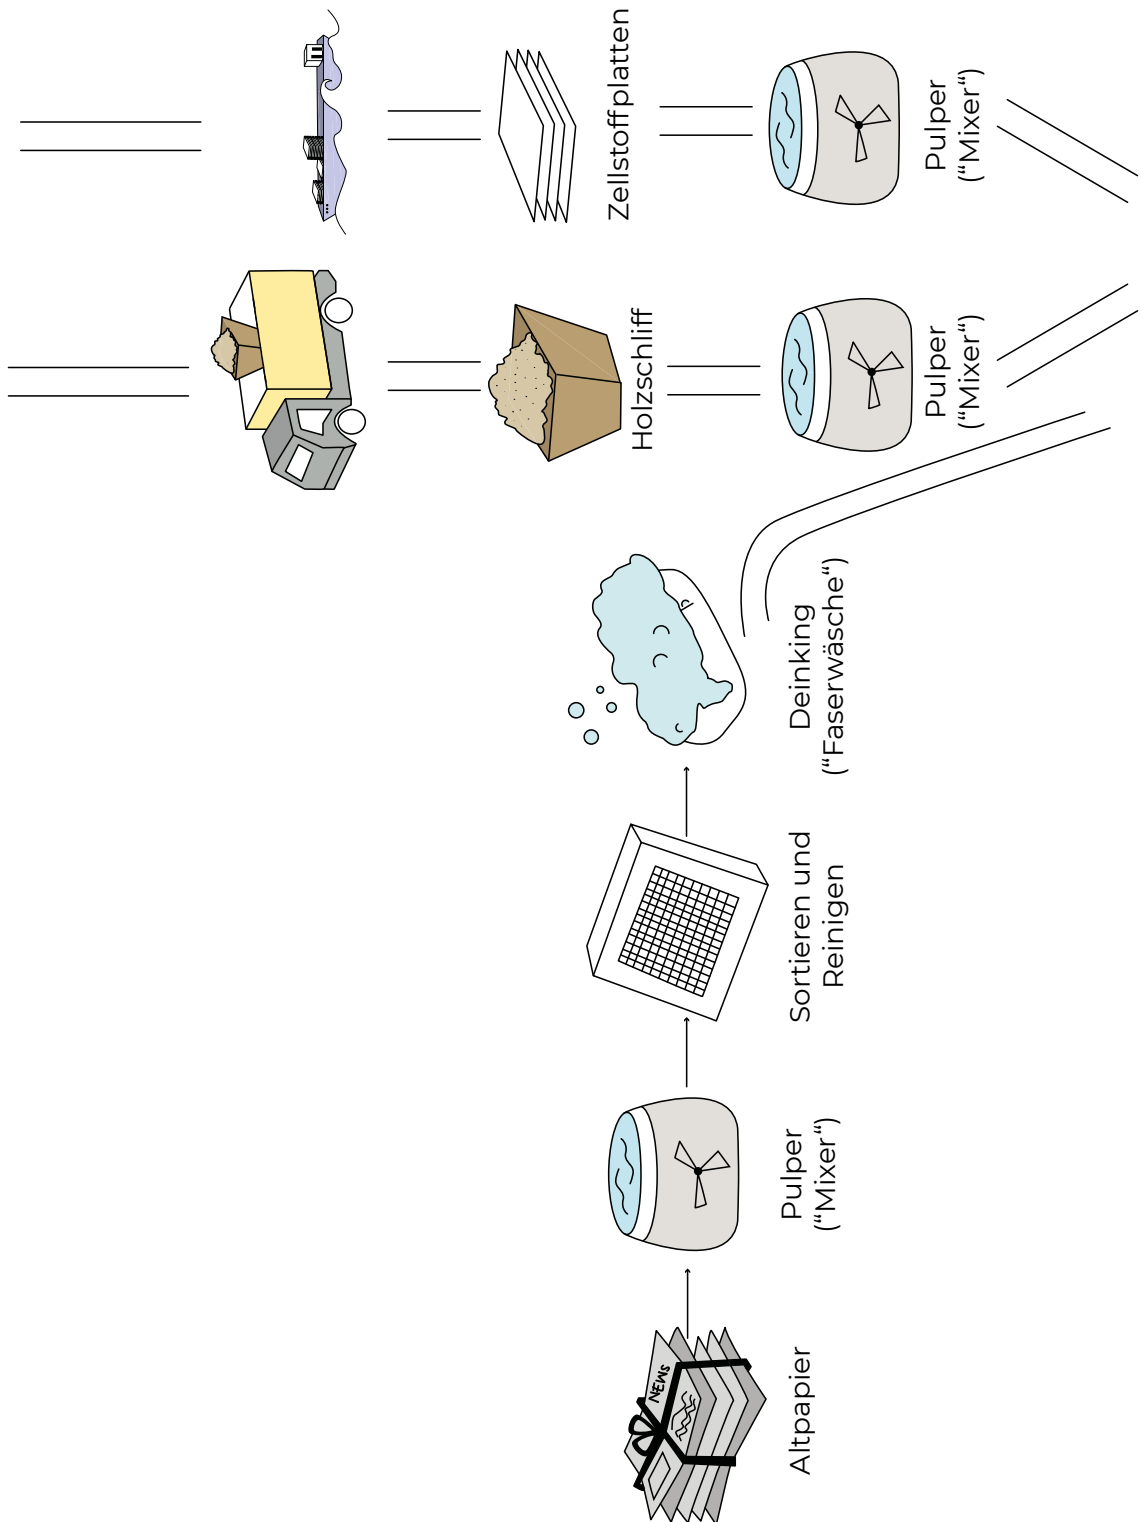 NEWS
Altpapier
Pulper
(“Mixer“)
Sortieren und
Reinigen
Deinking
(“Faserwäsche“)
Holzschliff
Pulper
(“Mixer“)
Zellstoffplatten
Pulper
(“Mixer“)